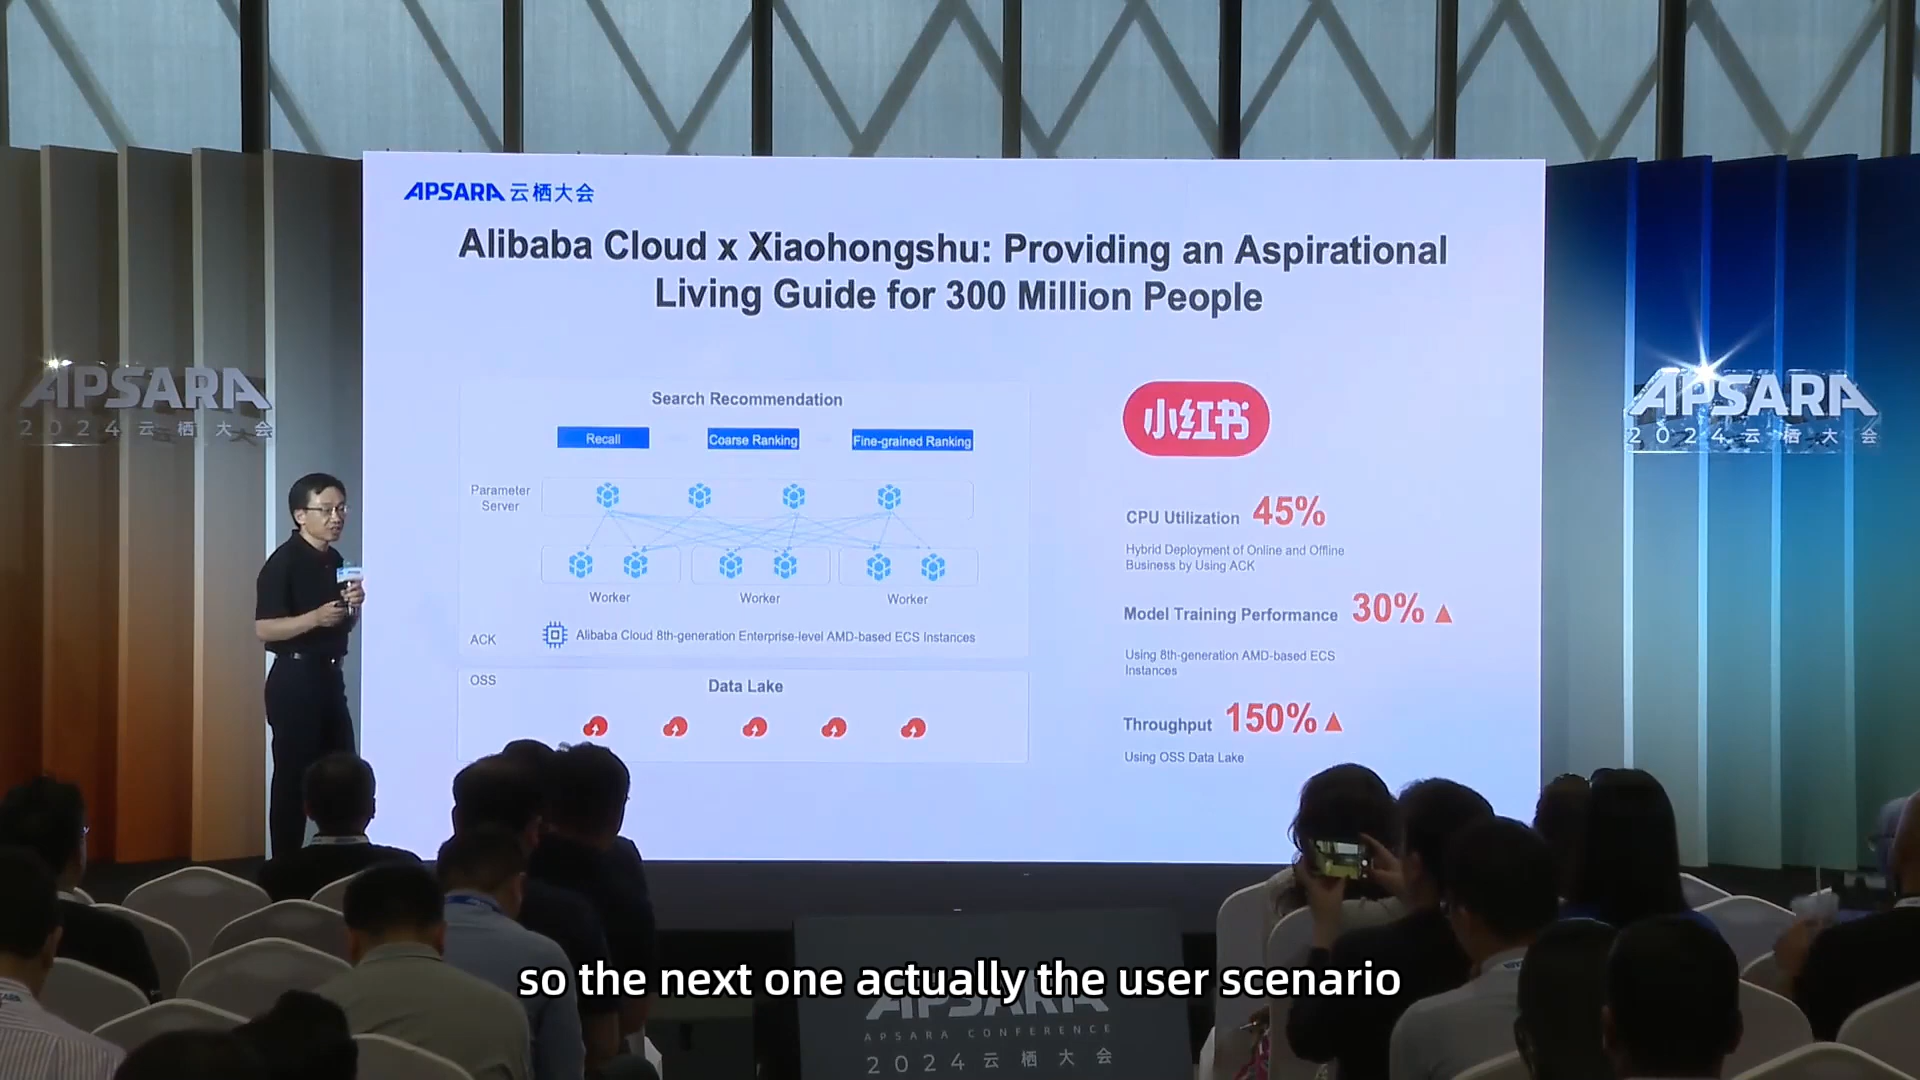 APSARA 云栖大会
Alibaba Cloud x Xiaohongshu: Providing an Aspirational
Living Guide for 300 Million People
APSARA
2024 云栖大会
APSARA
2024 云栖大会
Search Recommendation
Recall
Coarse Ranking
Fine-grained Ranking
Parameter
Server
Worker
Worker
Worker
ACK
Alibaba Cloud 8th-generation Enterprise-level AMD-based ECS Instances
OSS
Data Lake
小红书
CPU Utilization 45%
Hybrid Deployment of Online and Offline
Business by Using ACK
Model Training Performance 30% ▲
Using 8th-generation AMD-based ECS
Instances
Throughput 150% ▲
Using OSS Data Lake
so the next one actually the user scenario
APSARA
APSARA CONFERENCE
2024 云栖大会